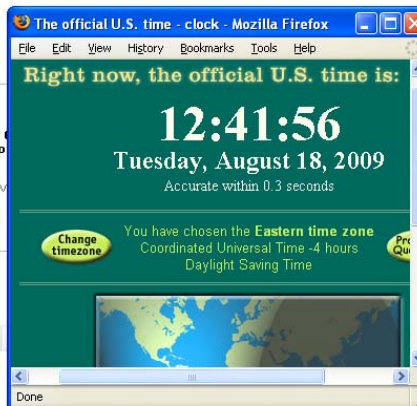 The official U.S. time - clock - Mozilla Firefox
File Edit View History Bookmarks Tools Help
Right now, the official U.S. time is:
12:41:56
Tuesday, August 18, 2009
Accurate within 0.3 seconds
Change
timezone
You have chosen the Eastern time zone
Coordinated Universal Time -4 hours
Daylight Saving Time
Done